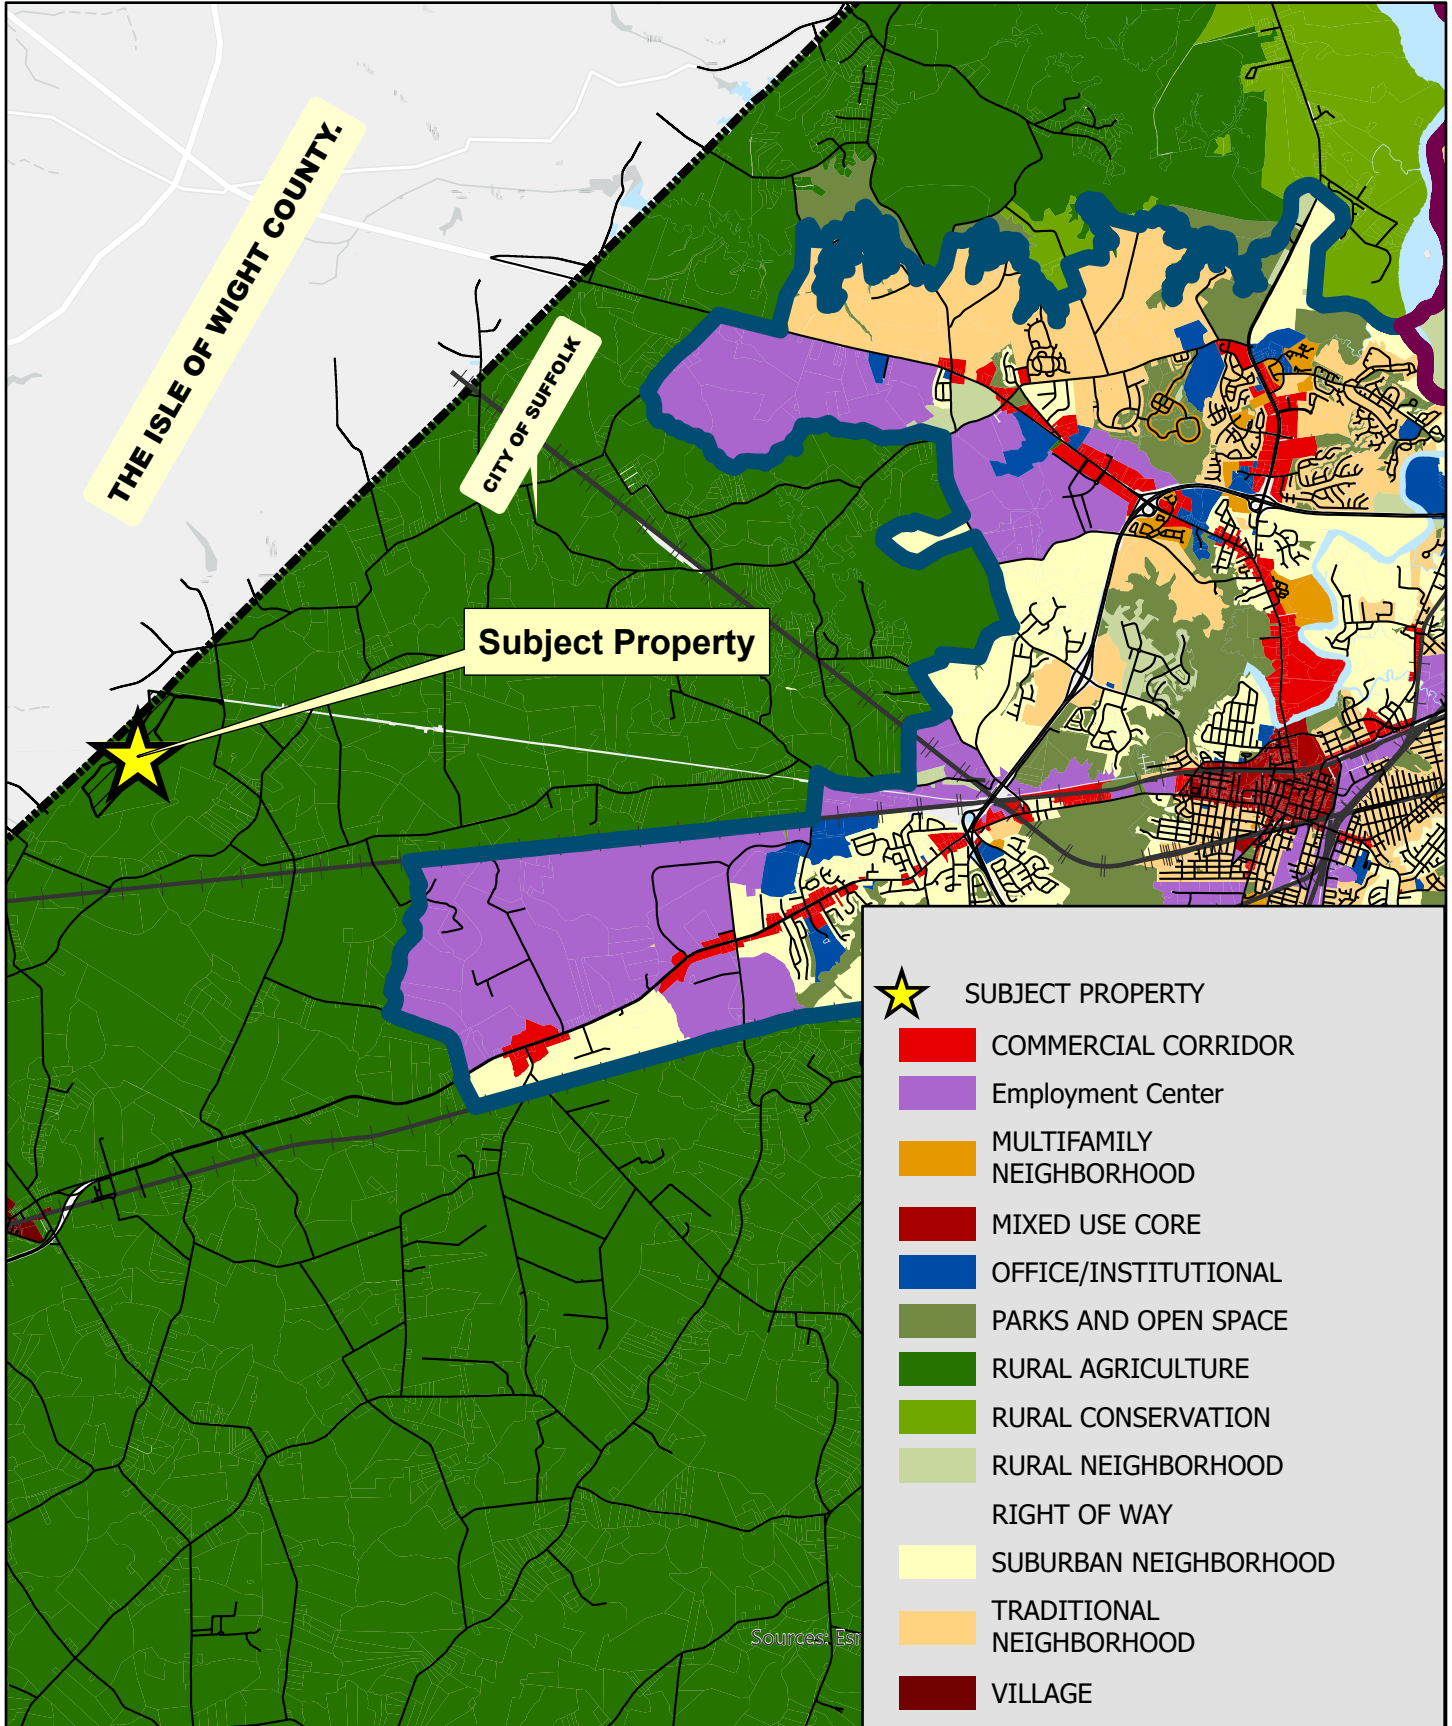 THE ISLE OF WIGHT COUNTY.
CITY OF SUFFOLK
Subject Property
SUBJECT PROPERTY
COMMERCIAL CORRIDOR
Employment Center
MULTIFAMILY
NEIGHBORHOOD
MIXED USE CORE
OFFICE/INSTITUTIONAL
PARKS AND OPEN SPACE
RURAL AGRICULTURE
RURAL CONSERVATION
RURAL NEIGHBORHOOD
RIGHT OF WAY
SUBURBAN NEIGHBORHOOD
TRADITIONAL
NEIGHBORHOOD
VILLAGE
Sources: